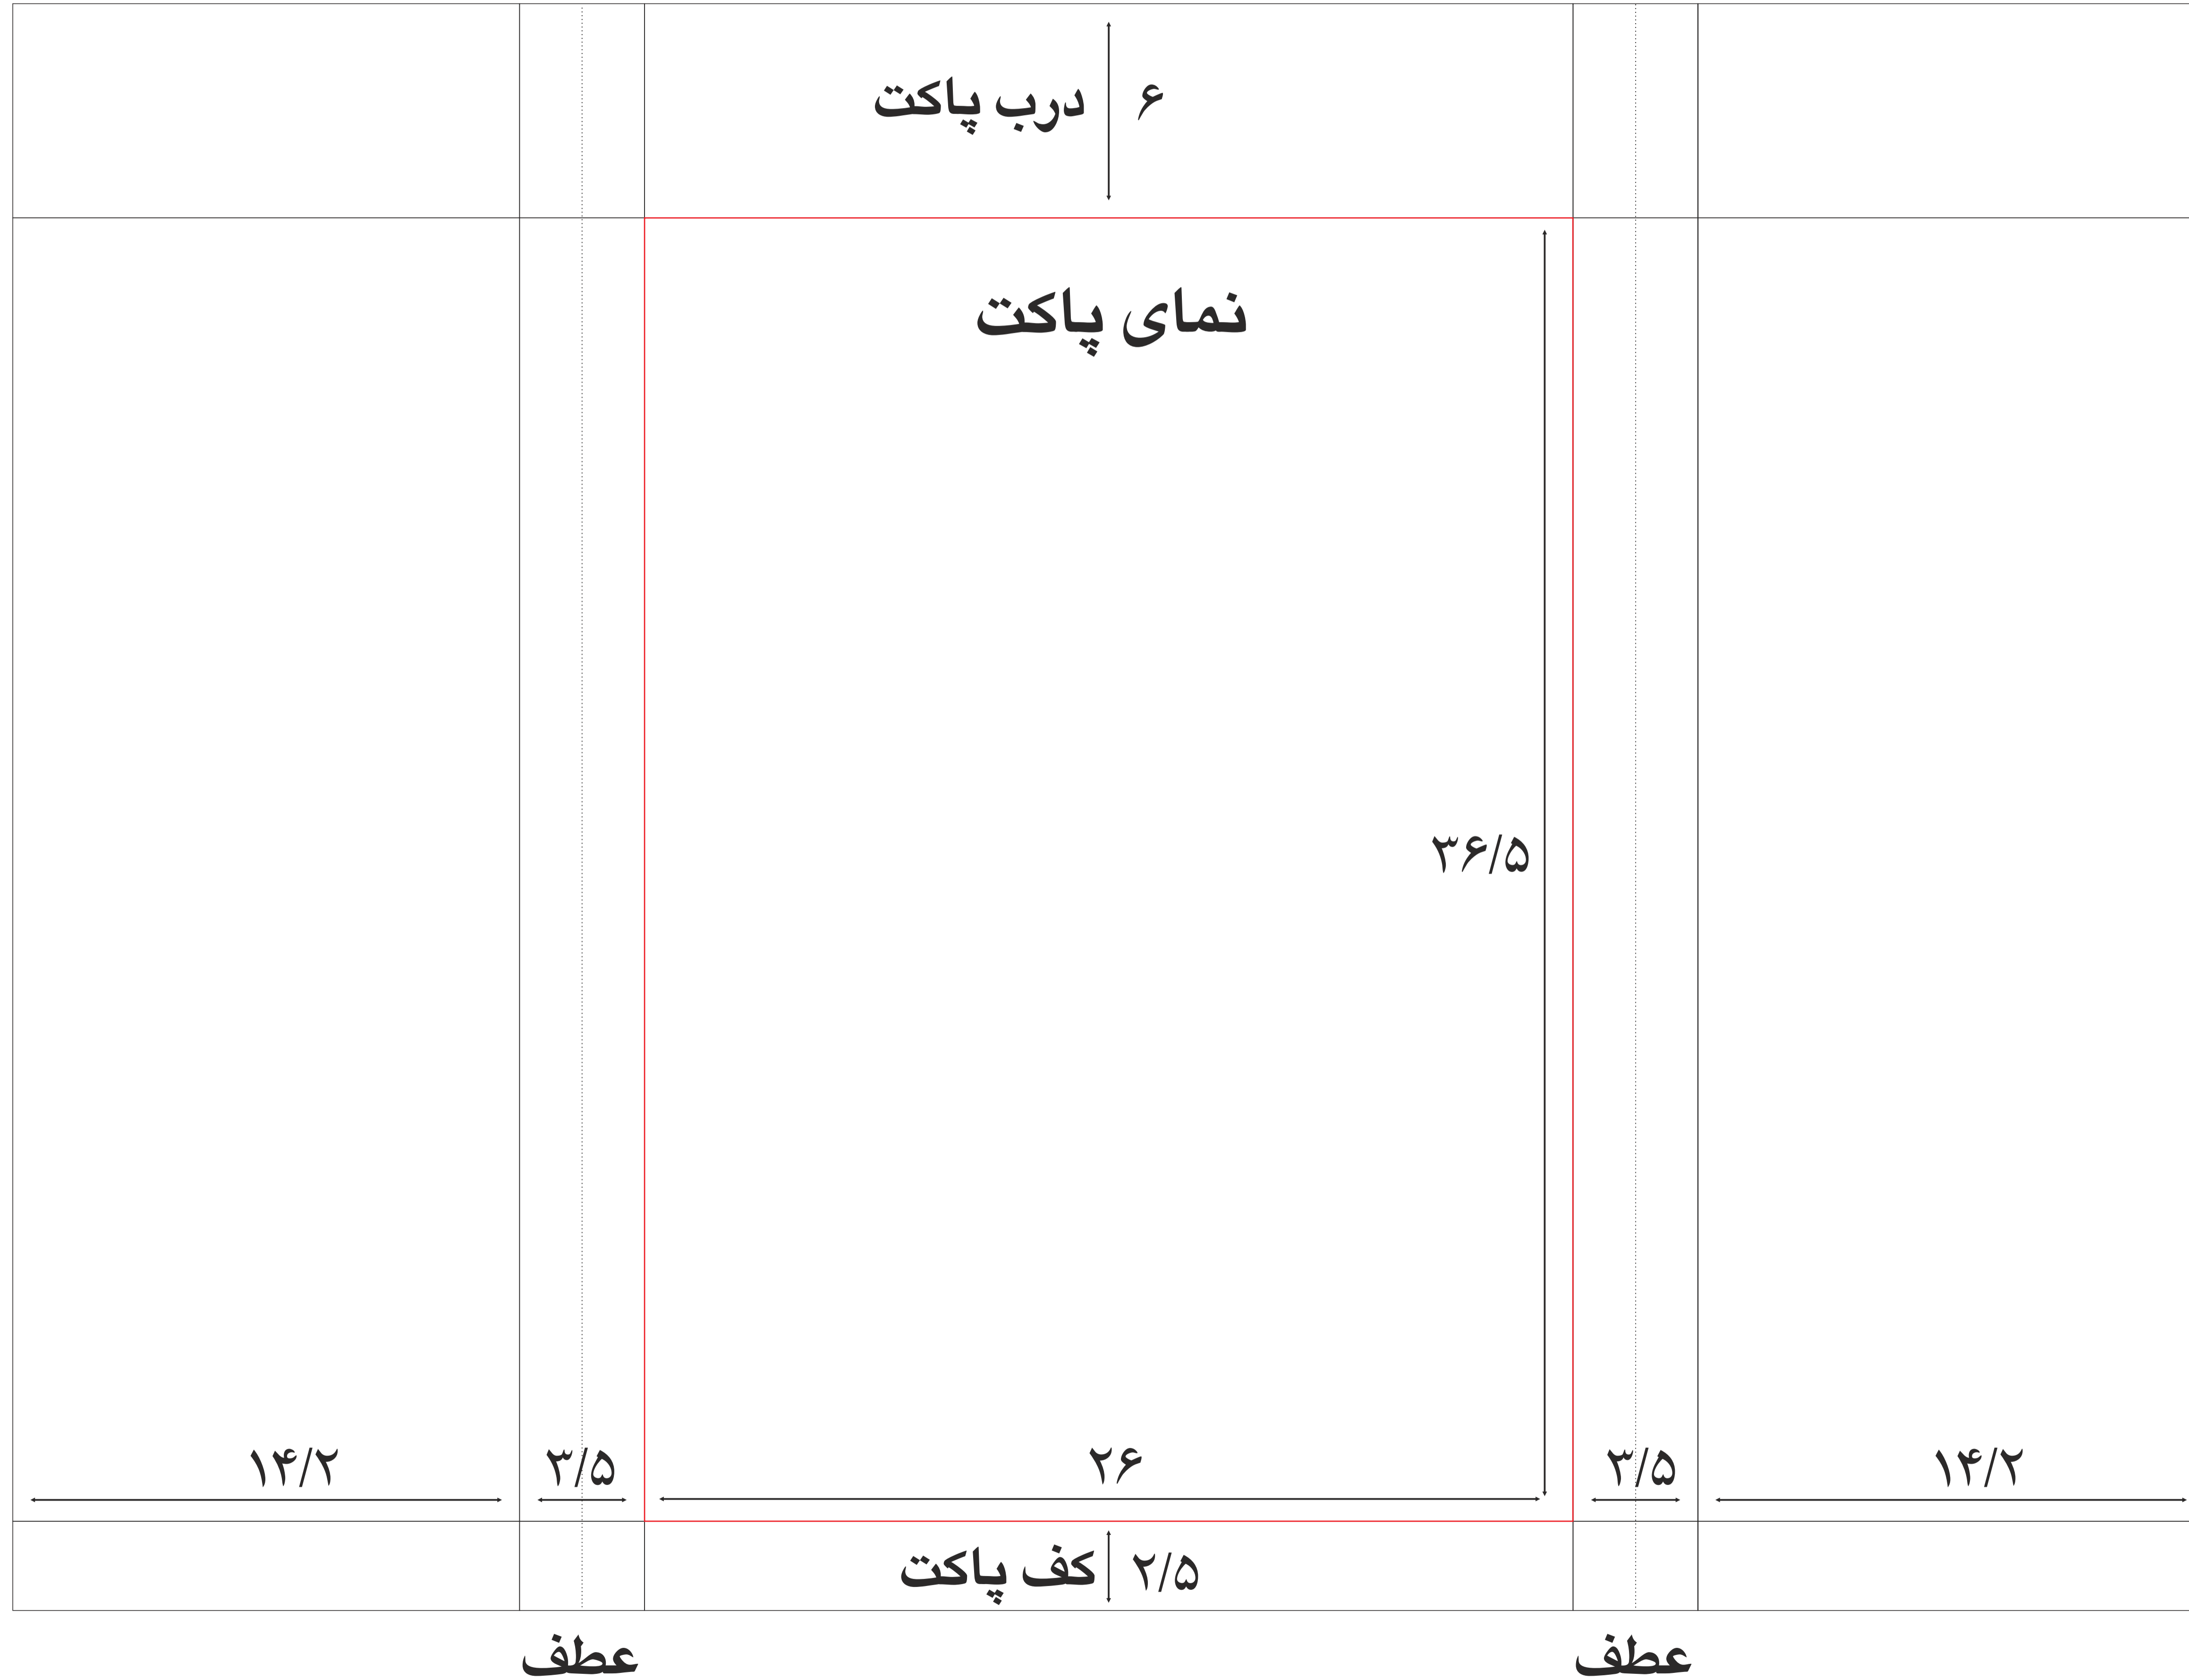 ۶ درب پاکت
نمای پاکت
۳۶/۵
۱۴/۲
۳/۵
۲۶
۳/۵
۱۴/۲
۲/۵ کف پاکت
عطف
عطف